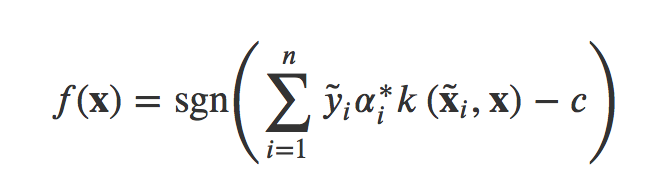 f(𝐱) = sgn( ∑_{i=1}^{n} ỹ_i α_i^* k (𝐱̃_i, 𝐱) − c )